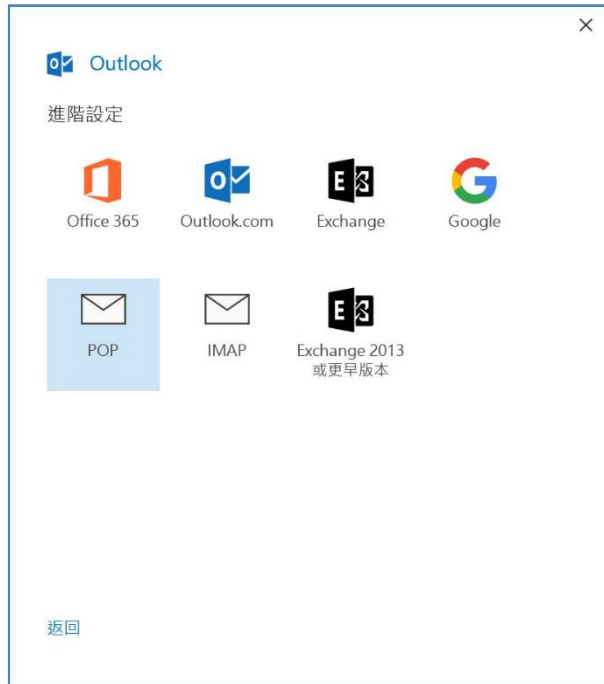 Outlook
進階設定
Office 365
Outlook.com
Exchange
Google
POP
IMAP
Exchange 2013
或更早版本
返回